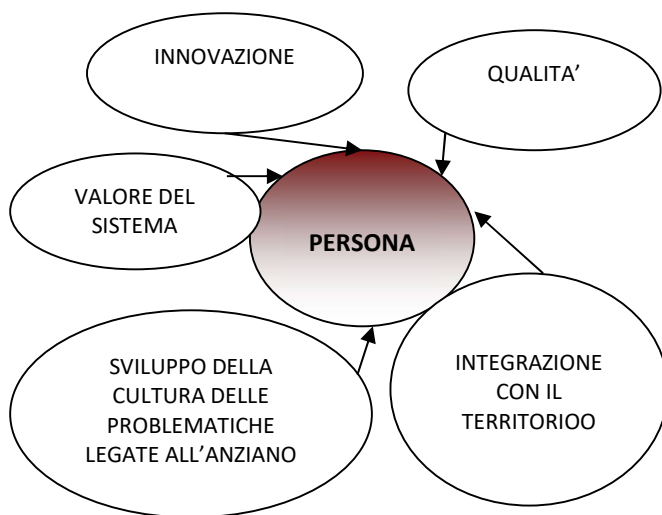 INNOVAZIONE
QUALITA’
VALORE DEL
SISTEMA
PERSONA
SVILUPPO DELLA
CULTURA DELLE
PROBLEMATICHE
LEGATE ALL’ANZIANO
INTEGRAZIONE
CON IL
TERRITORIOO